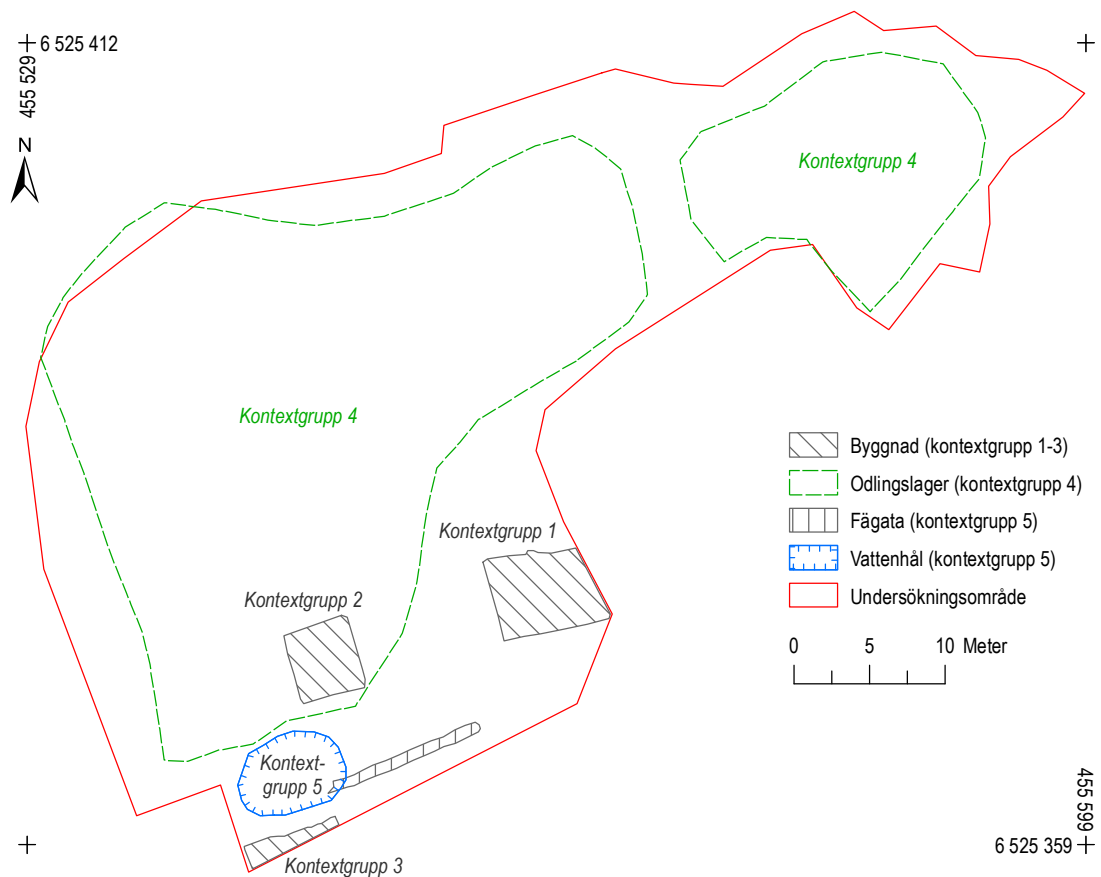 6 525 412
455 529
N
Kontextgrupp 4
Kontextgrupp 4
Kontextgrupp 1
Kontextgrupp 2
Kontext-
grupp 5
Kontextgrupp 3
Byggnad (kontextgrupp 1-3)
Odlingslager (kontextgrupp 4)
Fägata (kontextgrupp 5)
Vattenhål (kontextgrupp 5)
Undersökningsområde
0 5 10 Meter
455 599
6 525 359